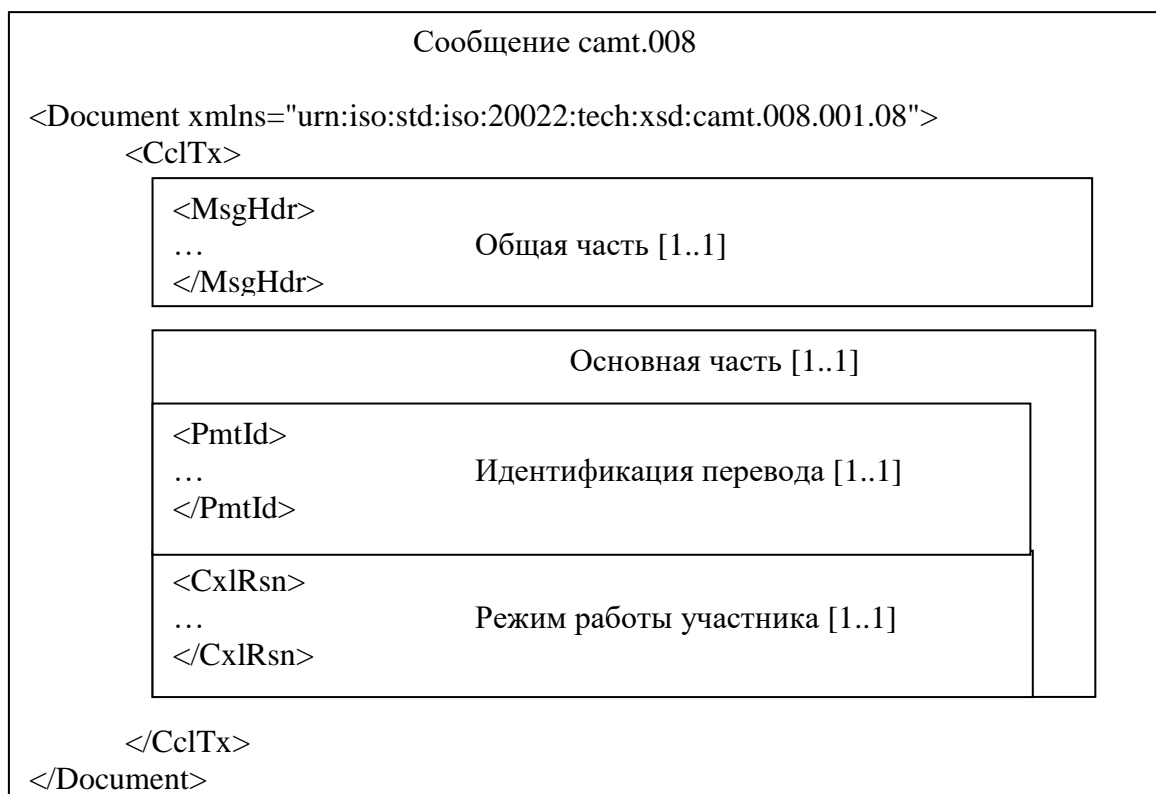 Сообщение camt.008
<Document xmlns="urn:iso:std:iso:20022:tech:xsd:camt.008.001.08">
<CclTx>
<MsgHdr>
… Общая часть [1..1]
</MsgHdr>
Основная часть [1..1]
<PmtId>
… Идентификация перевода [1..1]
</PmtId>
<CxlRsn>
… Режим работы участника [1..1]
</CxlRsn>
</CclTx>
</Document>